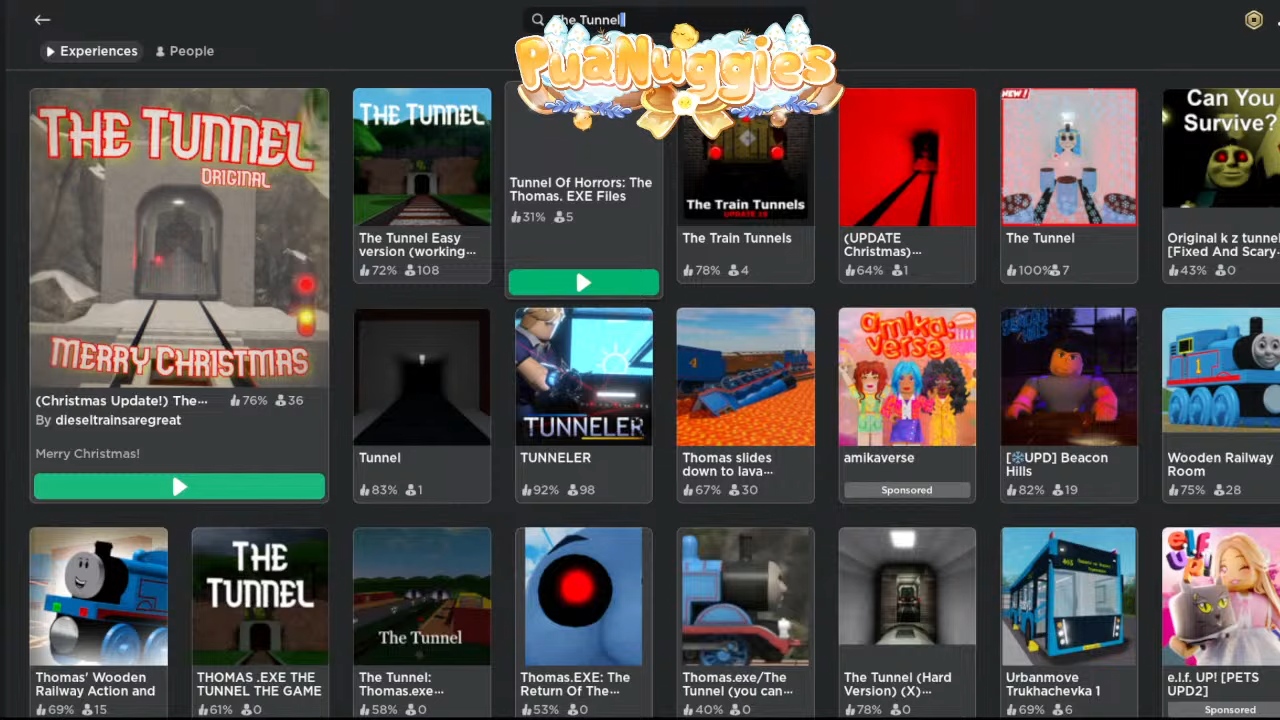 The Tunnel
Experiences
People
PuaNuggies
THE TUNNEL
ORIGINAL
MERRY CHRISTMAS
(Christmas Update!) The...
76% 36
By dieseltrainsaregreat
Merry Christmas!
THE TUNNEL
The Tunnel Easy
version (working...
72% 108
Tunnel Of Horrors: The
Thomas. EXE Files
31% 5
The Train Tunnels
UPDATE 19
The Train Tunnels
78% 4
(UPDATE
Christmas)...
64% 1
NEW!
The Tunnel
100% 7
Can You
Survive?
Original k z tunnel
[Fixed And Scary-
43% 0
Tunnel
83% 1
TUNNELER
TUNNELER
92% 98
4
Thomas slides
down to lava...
67% 30
amika:
verse
amikaverse
Sponsored
[❄UPD] Beacon
Hills
82% 19
1
Wooden Railway
Room
75% 28
Thomas' Wooden
Railway Action and
69% 15
THE
TUNNEL
THOMAS .EXE THE
TUNNEL THE GAME
61% 0
The Tunnel
The Tunnel:
Thomas.exe...
58% 0
Thomas.EXE: The
Return Of The...
53% 0
Thomas.exe/The
Tunnel (you can...
40% 0
The Tunnel (Hard
Version) (X)...
78% 0
Urbanmove
Trukhachevka 1
69% 6
elf
up!
e.l.f. UP! [PETS
UPD2]
Sponsored